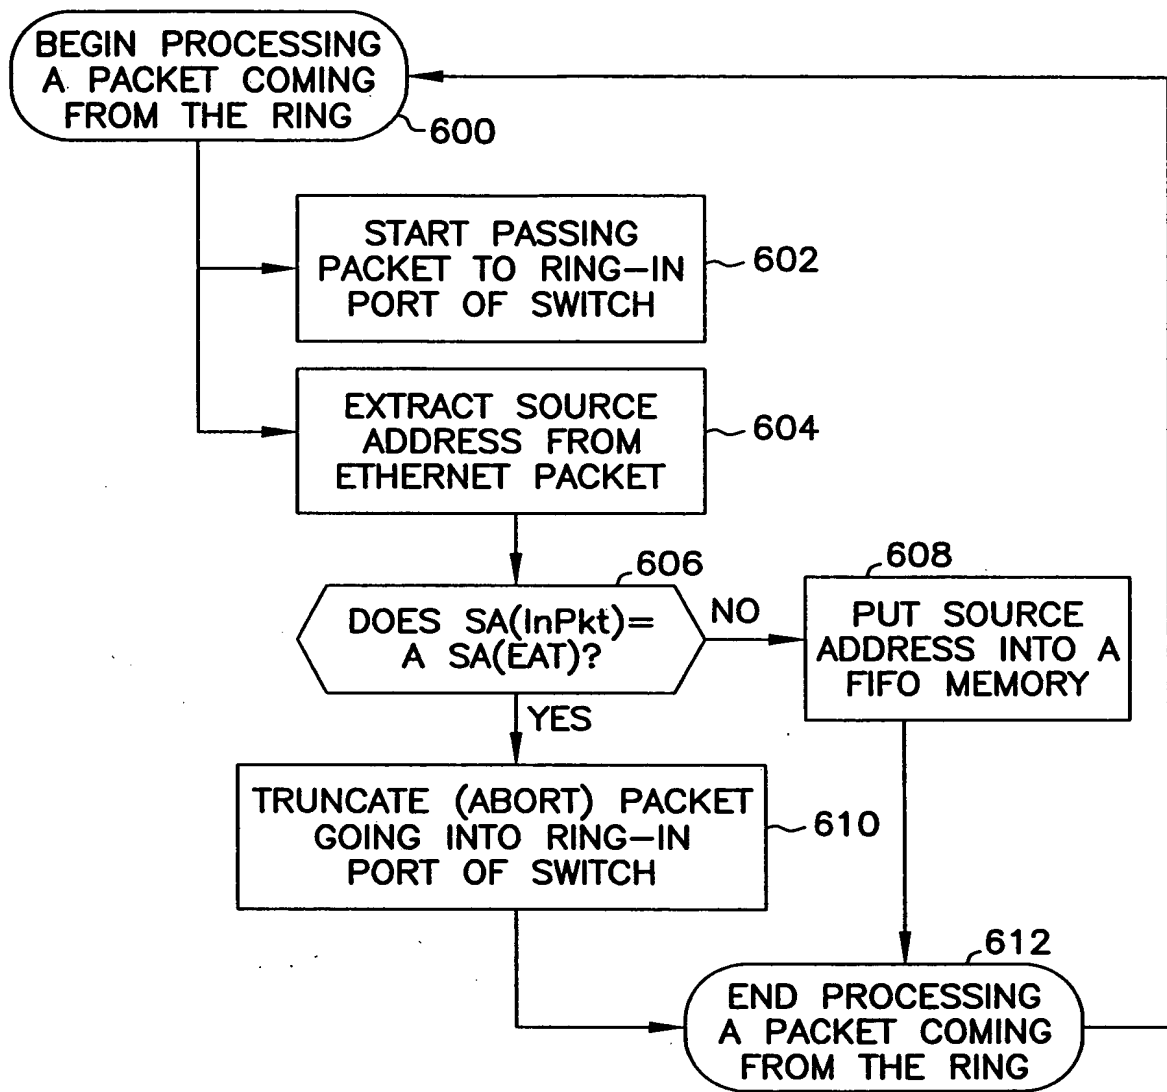 BEGIN PROCESSING
A PACKET COMING
FROM THE RING
600
START PASSING
PACKET TO RING-IN
PORT OF SWITCH
602
EXTRACT SOURCE
ADDRESS FROM
ETHERNET PACKET
604
606
DOES SA(InPkt)=
A SA(EAT)?
NO
YES
608
PUT SOURCE
ADDRESS INTO A
FIFO MEMORY
TRUNCATE (ABORT) PACKET
GOING INTO RING-IN
PORT OF SWITCH
610
612
END PROCESSING
A PACKET COMING
FROM THE RING